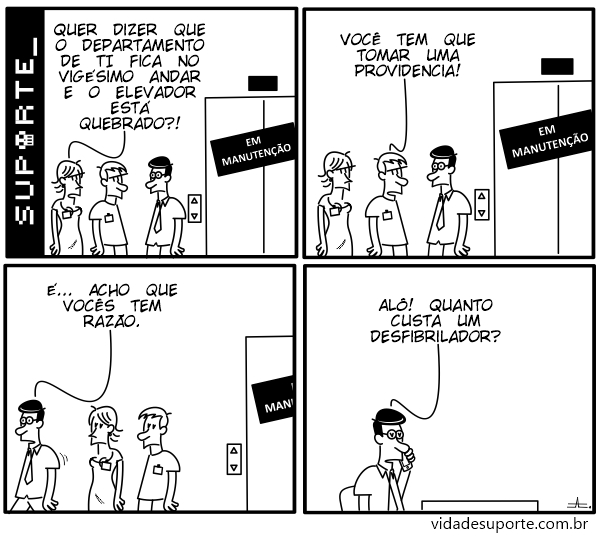 SUPORTE_
QUER DIZER QUE
O DEPARTAMENTO
DE TI FICA NO
VIGÉSIMO ANDAR
E O ELEVADOR
ESTÁ
QUEBRADO?!
EM
MANUTENÇÃO
VOCÊ TEM QUE
TOMAR UMA
PROVIDENCIA!
EM
MANUTENÇÃO
É... ACHO QUE
VOCÊS TEM
RAZÃO.
MANU
ALÔ! QUANTO
CUSTA UM
DESFIBRILADOR?
vidadesuporte.com.br